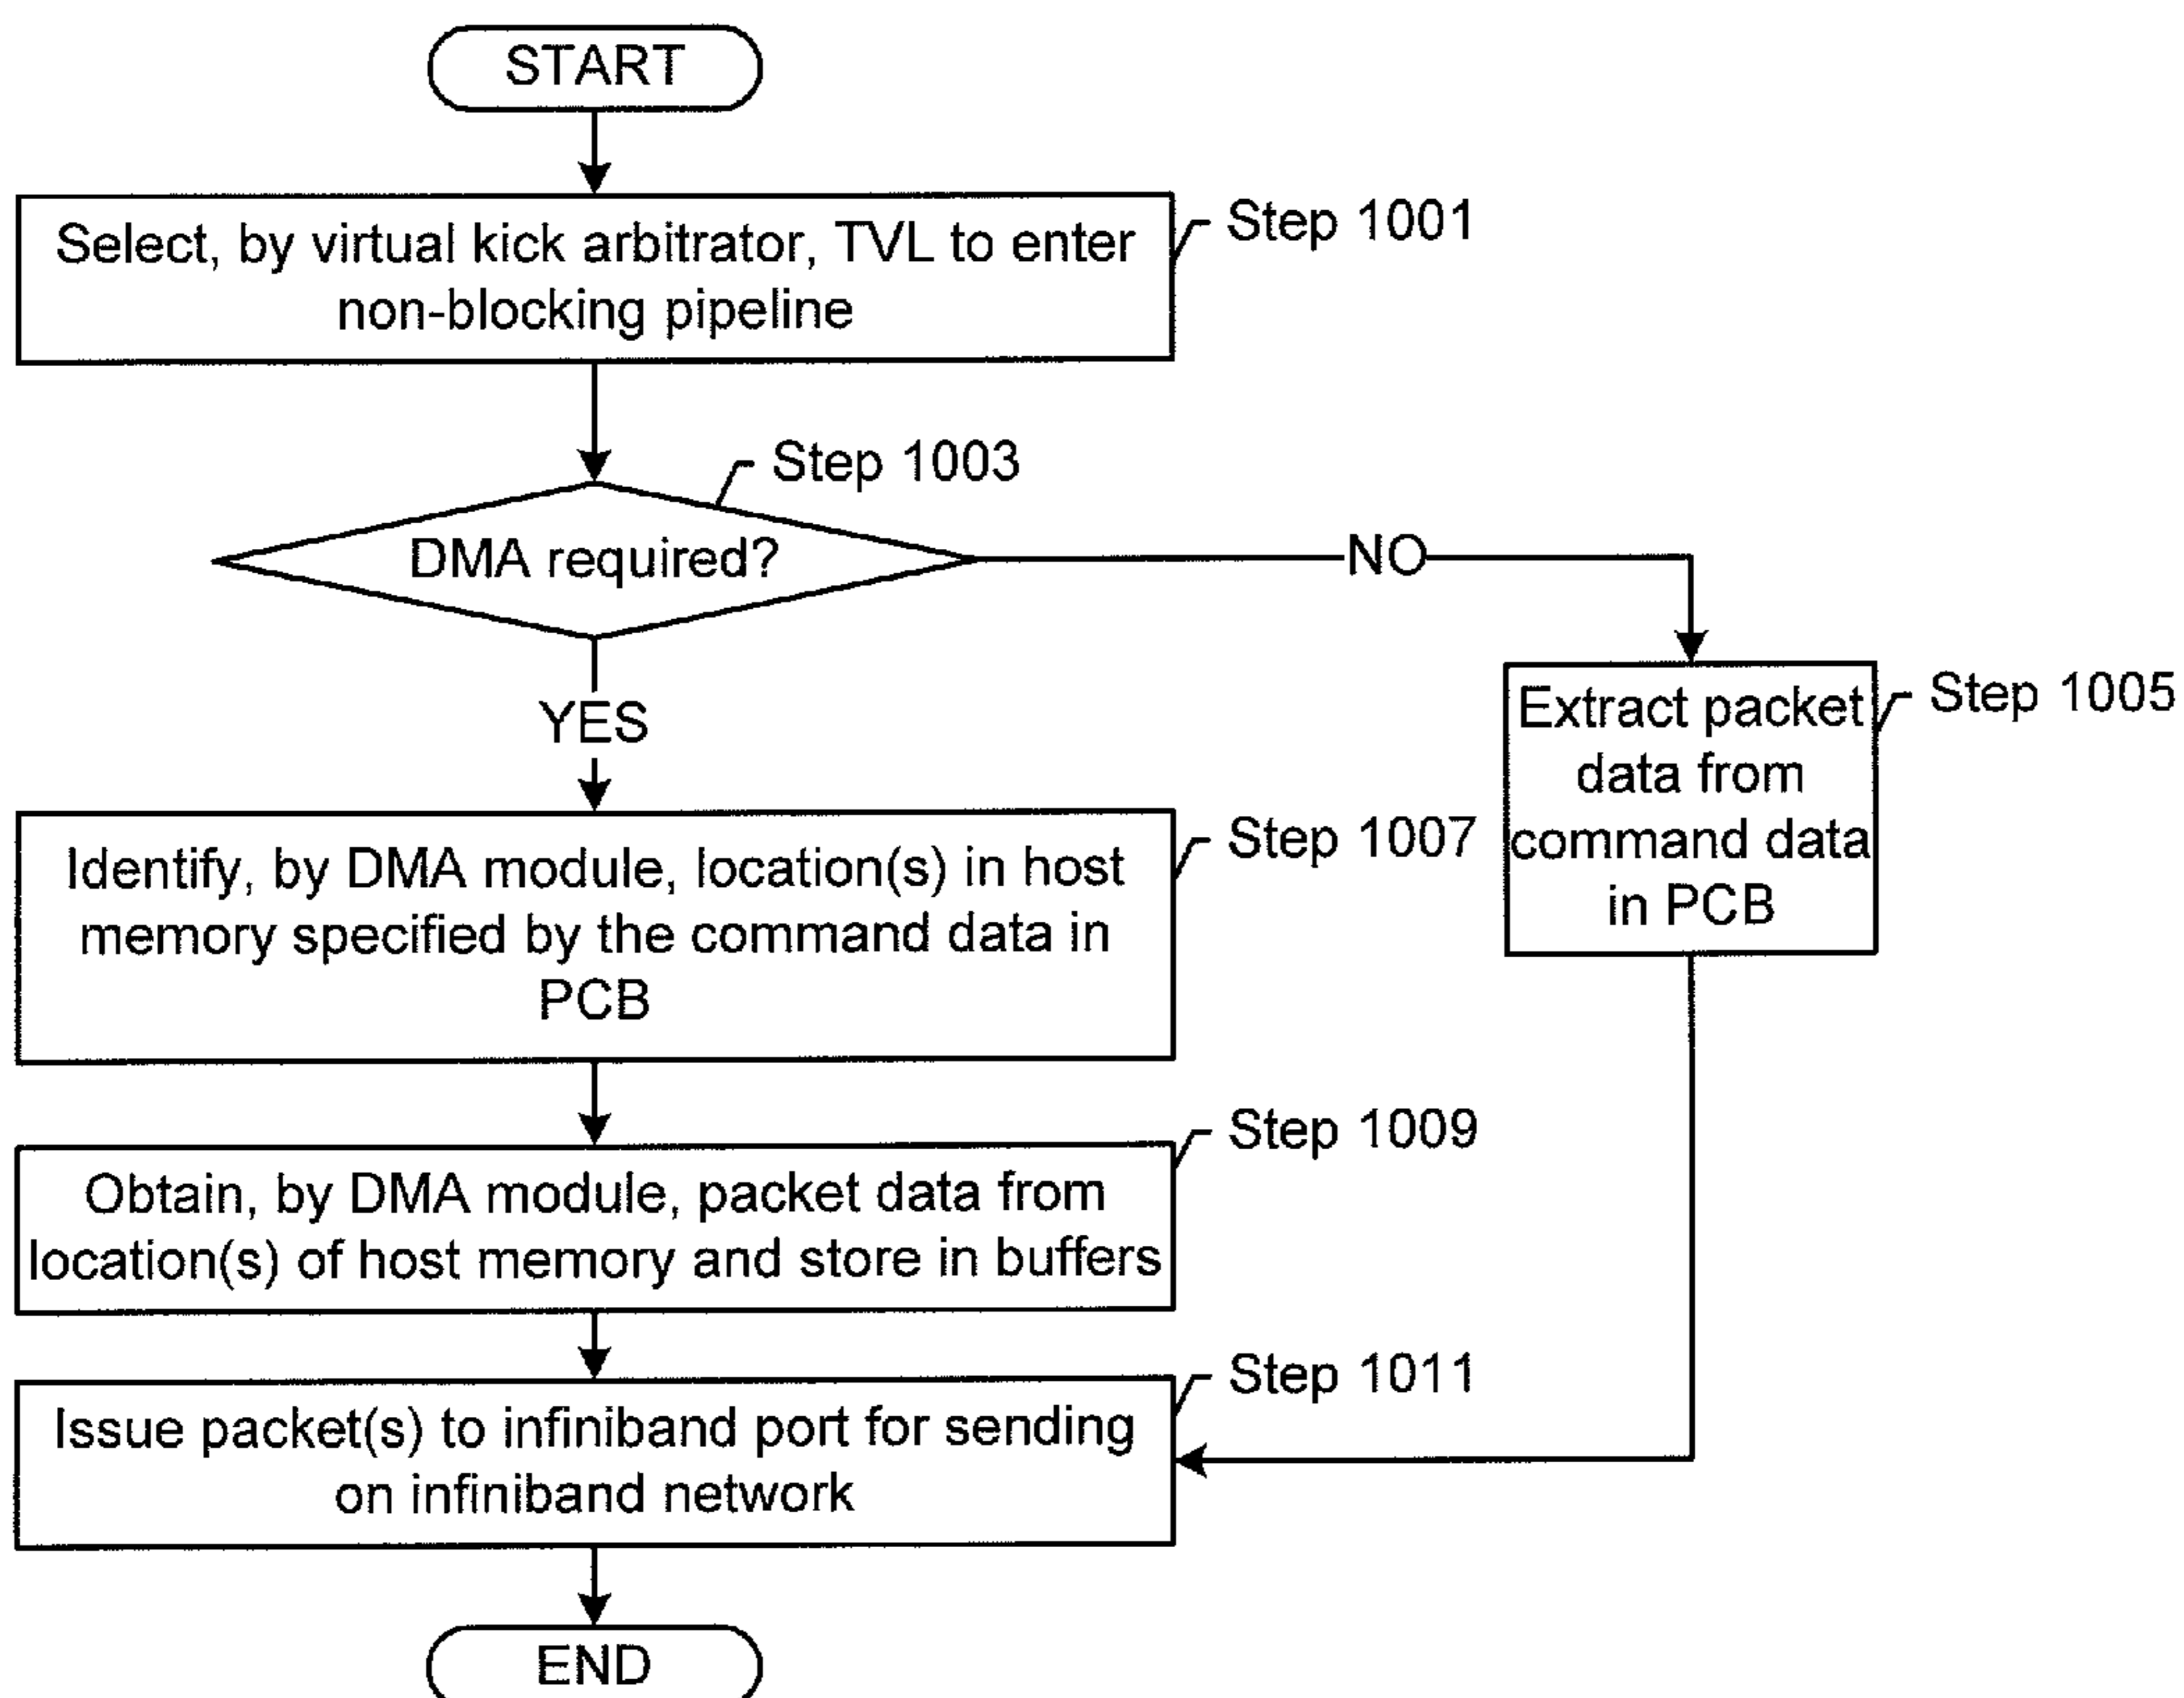 START
Select, by virtual kick arbitrator, TVL to enter
non-blocking pipeline
Step 1001
Step 1003
DMA required?
NO
YES
Extract packet
data from
command data
in PCB
Step 1005
Identify, by DMA module, location(s) in host
memory specified by the command data in
PCB
Step 1007
Obtain, by DMA module, packet data from
location(s) of host memory and store in buffers
Step 1009
Issue packet(s) to infiniband port for sending
on infiniband network
Step 1011
END